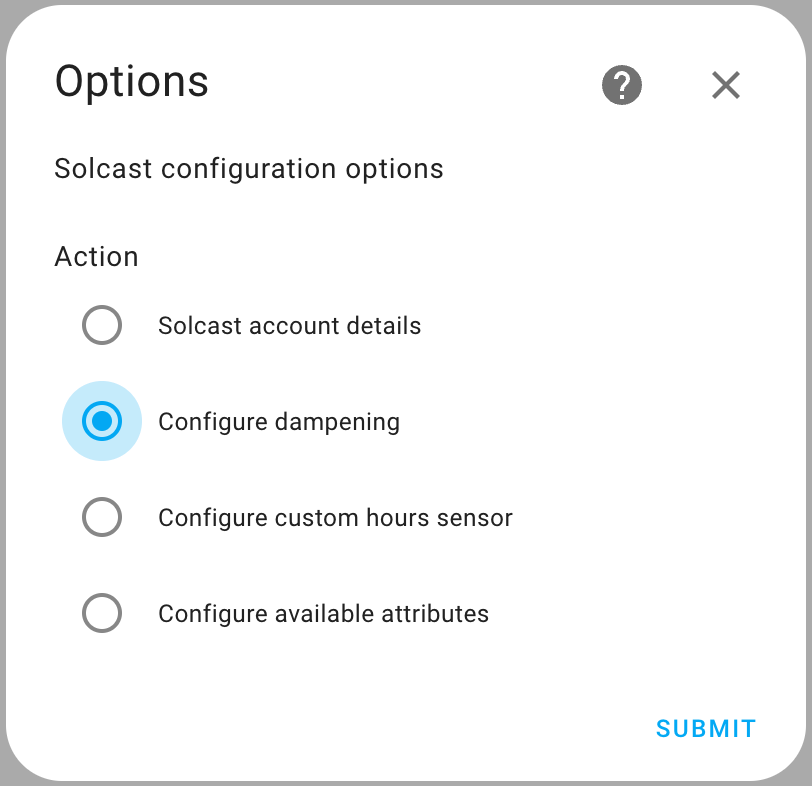 Options
?
Solcast configuration options
Action
Solcast account details
Configure dampening
Configure custom hours sensor
Configure available attributes
SUBMIT